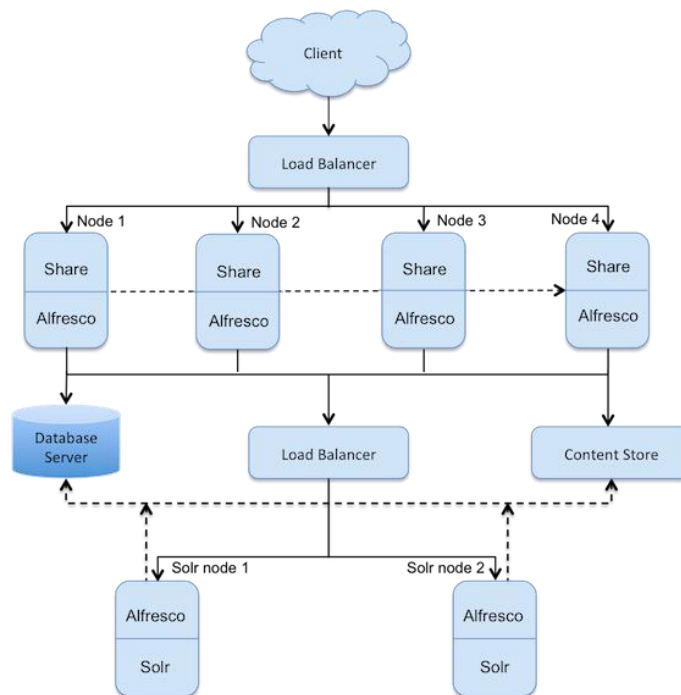 Client
Load Balancer
Node 1
Node 2
Node 3
Node 4
Share
Share
Share
Share
Alfresco
Alfresco
Alfresco
Alfresco
Database
Server
Load Balancer
Content Store
Solr node 1
Solr node 2
Alfresco
Alfresco
Solr
Solr